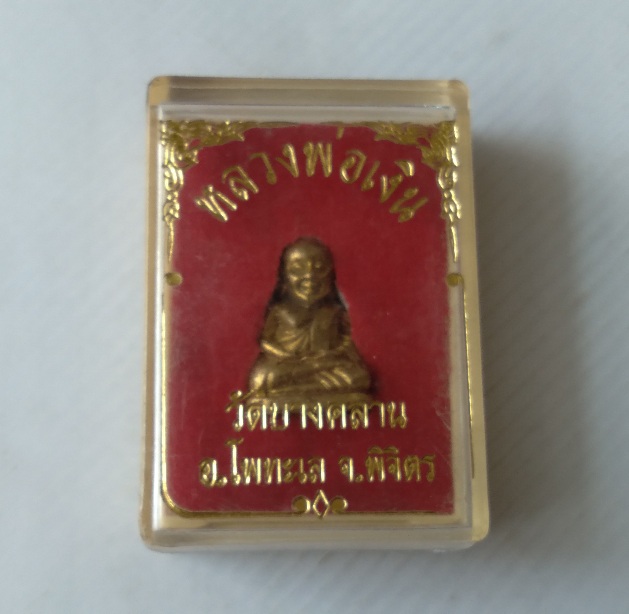 หลวงพ่อเงิน
วัดบางคลาน
อ.โพทะเล จ.พิจิตร